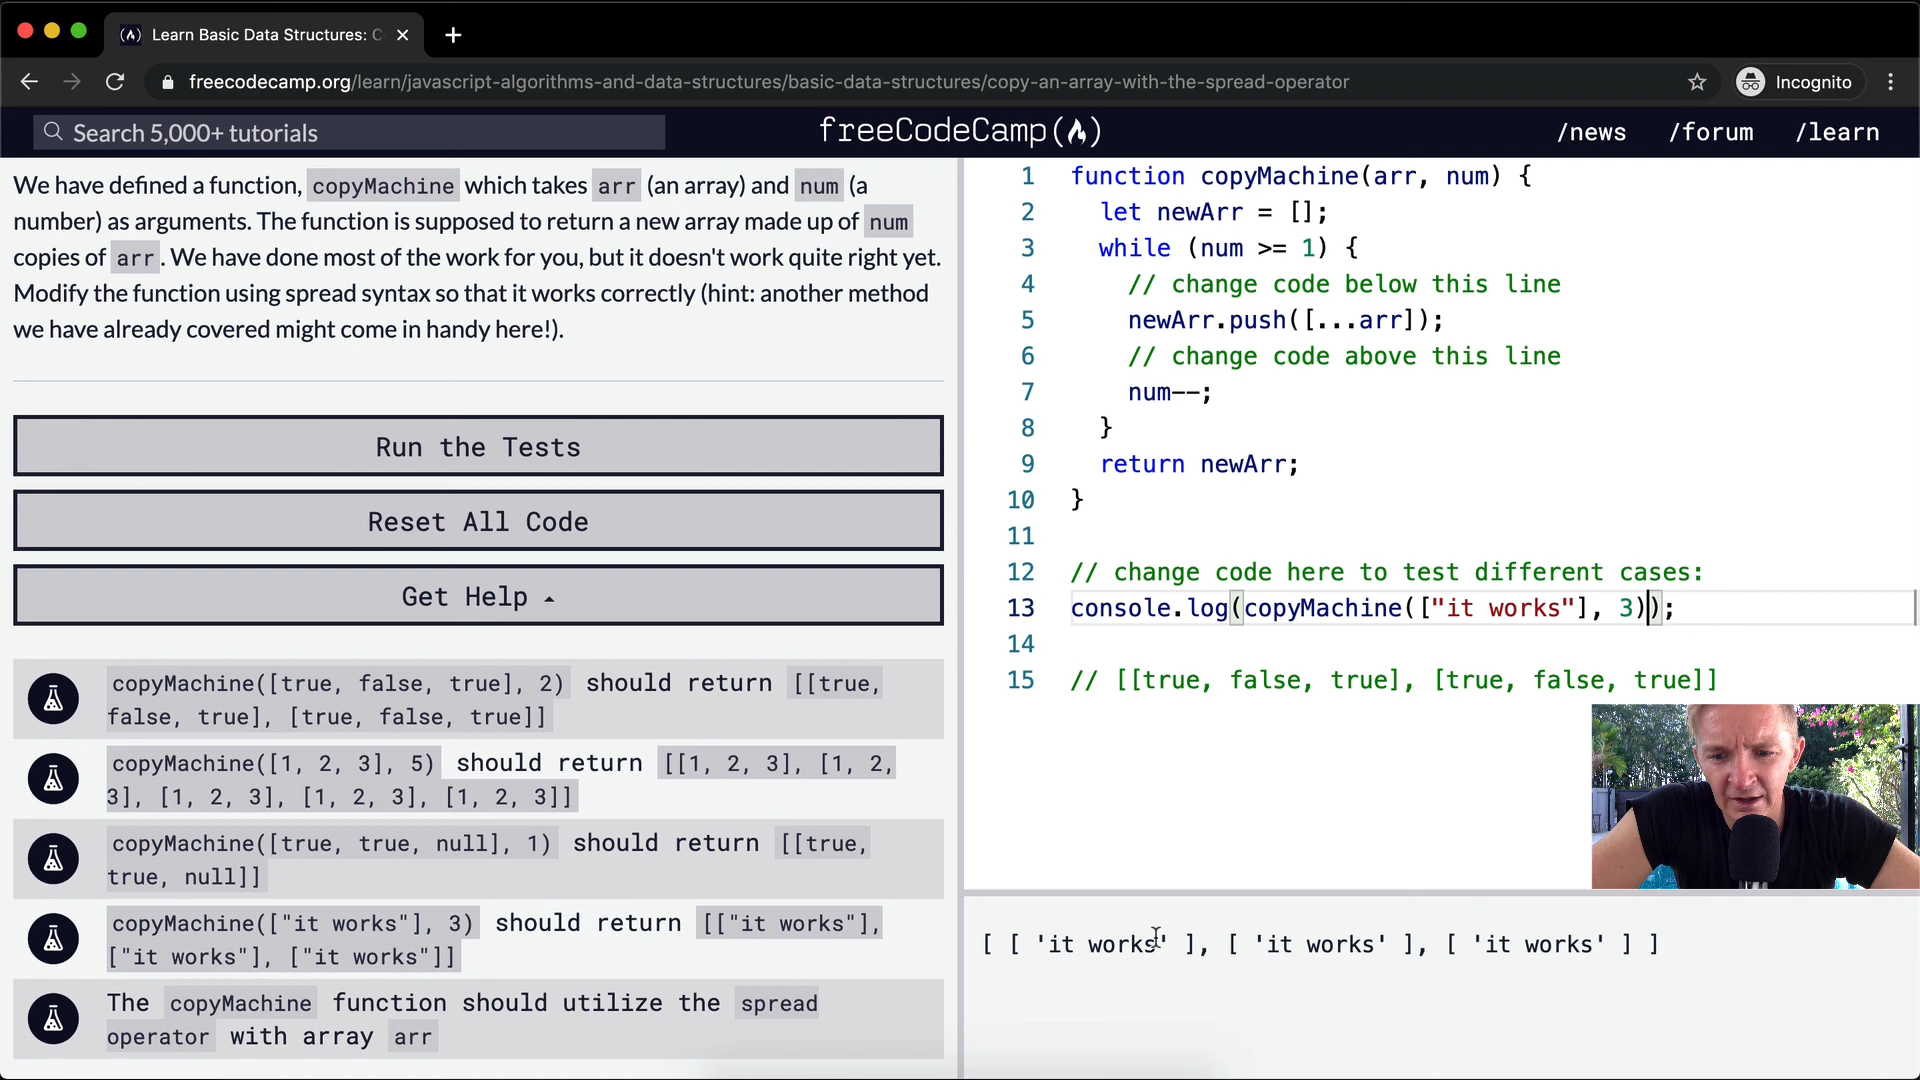 Learn Basic Data Structures: C
freecodecamp.org/learn/javascript-algorithms-and-data-structures/basic-data-structures/copy-an-array-with-the-spread-operator
Incognito
Search 5,000+ tutorials
freeCodeCamp
/news
/forum
/learn
We have defined a function, copyMachine which takes arr (an array) and num (a
number) as arguments. The function is supposed to return a new array made up of num
copies of arr. We have done most of the work for you, but it doesn't work quite right yet.
Modify the function using spread syntax so that it works correctly (hint: another method
we have already covered might come in handy here!).
Run the Tests
Reset All Code
Get Help
copyMachine([true, false, true], 2) should return [[true,
false, true], [true, false, true]]
copyMachine([1, 2, 3], 5) should return [[1, 2, 3], [1, 2,
3], [1, 2, 3], [1, 2, 3], [1, 2, 3]]
copyMachine([true, true, null], 1) should return [[true,
true, null]]
copyMachine(["it works"], 3) should return [["it works"],
["it works"], ["it works"]]
The copyMachine function should utilize the spread
operator with array arr
1 function copyMachine(arr, num) {
2 let newArr = [];
3 while (num >= 1) {
4 // change code below this line
5 newArr.push([...arr]);
6 // change code above this line
7 num--;
8 }
9 return newArr;
10 }
11
12 // change code here to test different cases:
13 console.log(copyMachine(["it works"], 3));
14
15 // [[true, false, true], [true, false, true]]
[ [ 'it works' ], [ 'it works' ], [ 'it works' ] ]